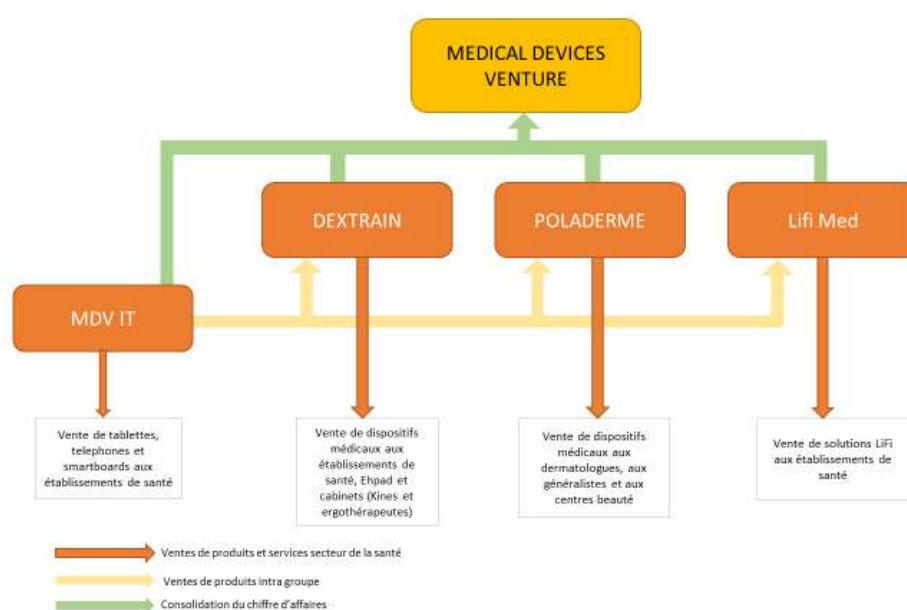 MEDICAL DEVICES
VENTURE
DEXTRAIN
POLADERME
Lifi Med
MDV IT
Vente de tablettes,
telephones et
smartboards aux
établissements de santé
Vente de dispositifs
médicaux aux
établissements de
santé, Ehpad et
cabinets (Kines et
ergothérapeutes)
Vente de dispositifs
médicaux aux
dermatologues, aux
généralistes et aux
centres beauté
Vente de solutions LiFi
aux établissements de
santé
Ventes de produits et services secteur de la santé
Ventes de produits intra groupe
Consolidation du chiffre d'affaires